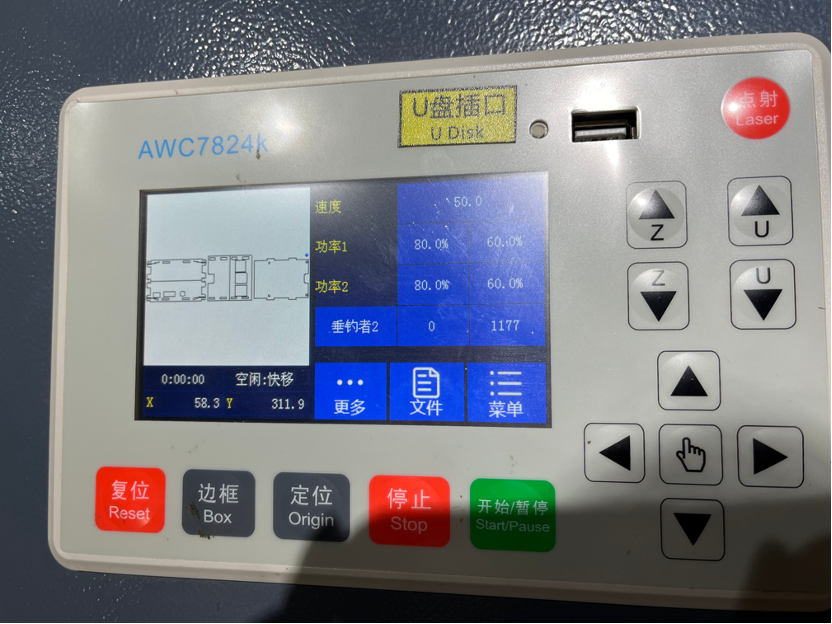 U盘插口
U Disk
点射
Laser
AWC7824k
速度 50.0
功率1 80.0% 60.0%
功率2 80.0% 60.0%
垂钓者2 0 1177
0:00:00 空闲:快移
X 58.3 Y 311.9
更多 文件 菜单
Z U
Z U
复位
Reset
边框
Box
定位
Origin
停止
Stop
开始/暂停
Start/Pause